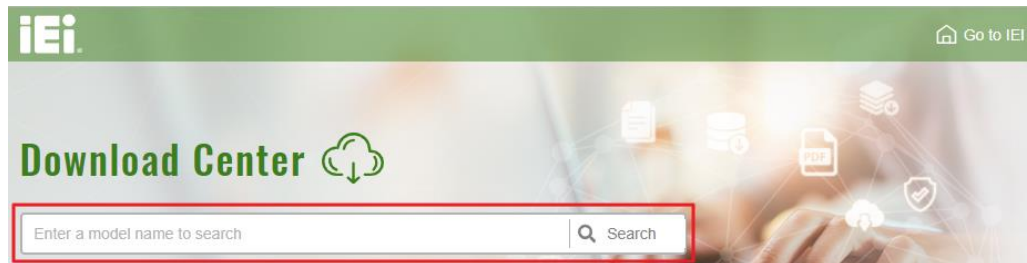 iEi.
Go to IEI
Download Center
PDF
Enter a model name to search
Search